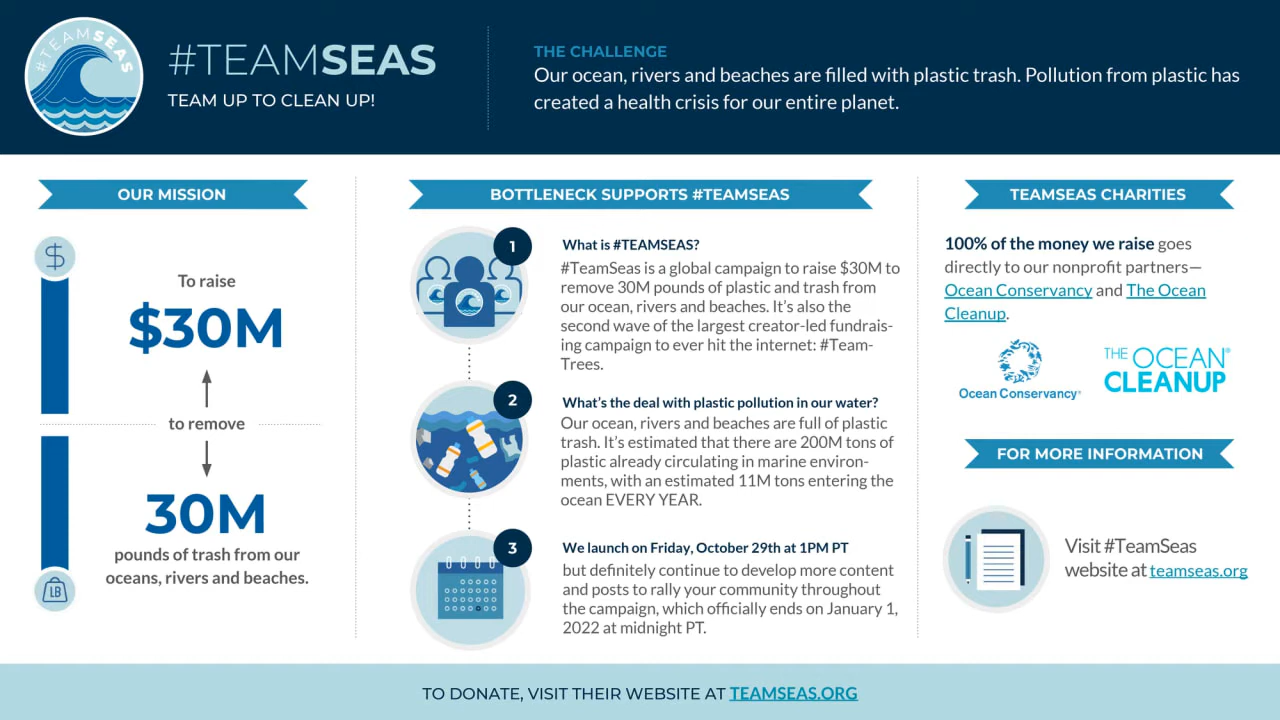 #TEAMSEAS
#TEAMSEAS
TEAM UP TO CLEAN UP!
THE CHALLENGE
Our ocean, rivers and beaches are filled with plastic trash. Pollution from plastic has
created a health crisis for our entire planet.
OUR MISSION
$
To raise
$30M
to remove
30M
pounds of trash from our
oceans, rivers and beaches.
LB
BOTTLENECK SUPPORTS #TEAMSEAS
1
What is #TEAMSEAS?
#TeamSeas is a global campaign to raise $30M to
remove 30M pounds of plastic and trash from
our ocean, rivers and beaches. It's also the
second wave of the largest creator-led fundrais-
ing campaign to ever hit the internet: #Team-
Trees.
2
What's the deal with plastic pollution in our water?
Our ocean, rivers and beaches are full of plastic
trash. It's estimated that there are 200M tons of
plastic already circulating in marine environ-
ments, with an estimated 11M tons entering the
ocean EVERY YEAR.
3
We launch on Friday, October 29th at 1PM PT
but definitely continue to develop more content
and posts to rally your community throughout
the campaign, which officially ends on January 1,
2022 at midnight PT.
TEAMSEAS CHARITIES
100% of the money we raise goes
directly to our nonprofit partners—
Ocean Conservancy and The Ocean
Cleanup.
Ocean Conservancy®
THE OCEAN®
CLEANUP
FOR MORE INFORMATION
Visit #TeamSeas
website at teamseas.org
TO DONATE, VISIT THEIR WEBSITE AT TEAMSEAS.ORG